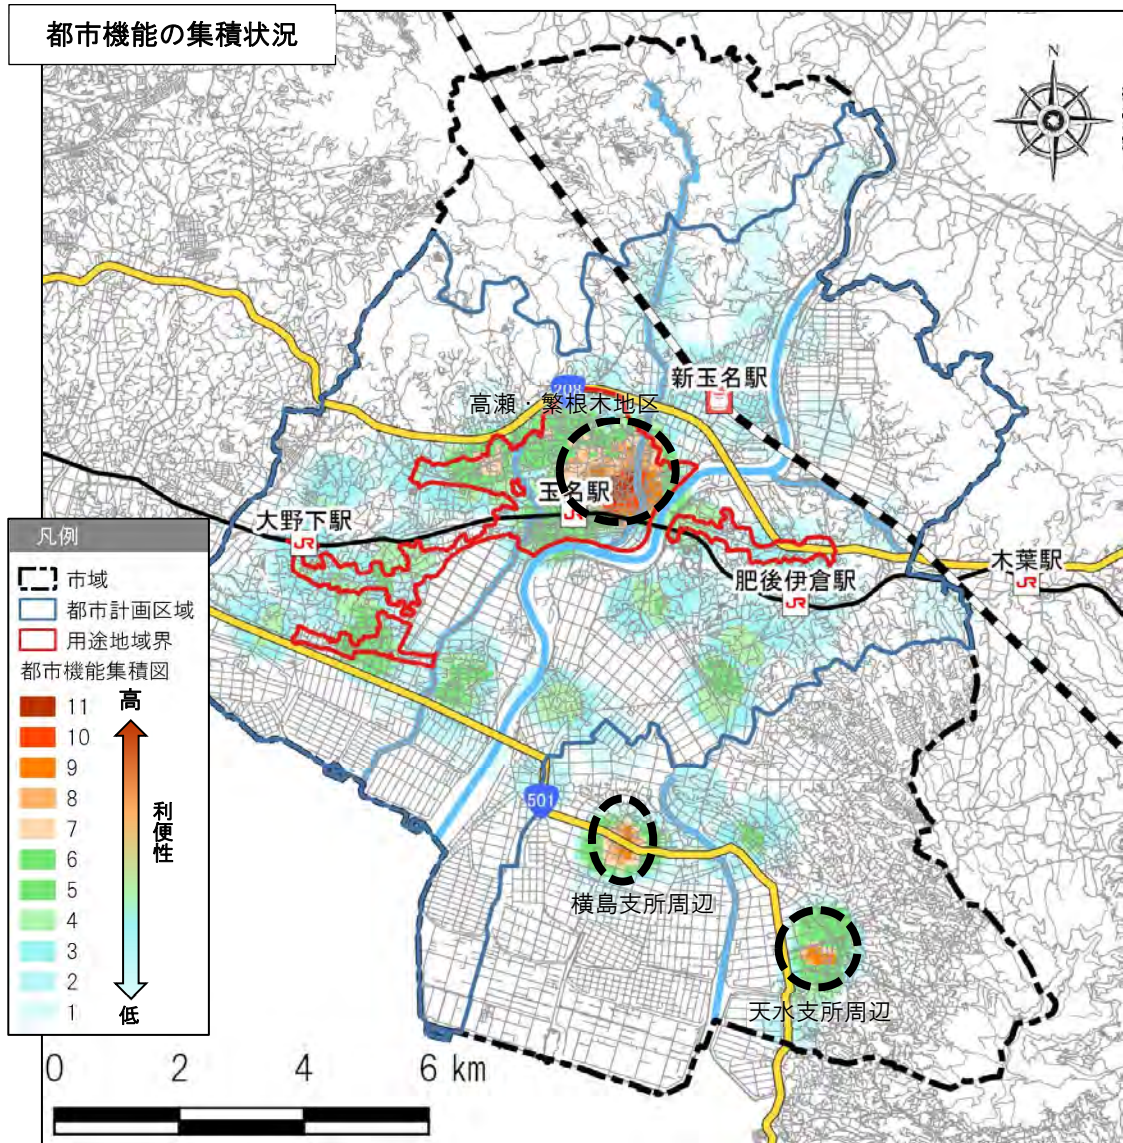 都市機能の集積状況
N
新玉名駅
208
高瀬・繁根木地区
玉名駅
JR
大野下駅
JR
木葉駅
JR
肥後伊倉駅
JR
凡例
市域
都市計画区域
用途地域界
都市機能集積図
11
10
9
8
7
6
5
4
3
2
1
高
利便性
低
501
横島支所周辺
天水支所周辺
0 2 4 6 km